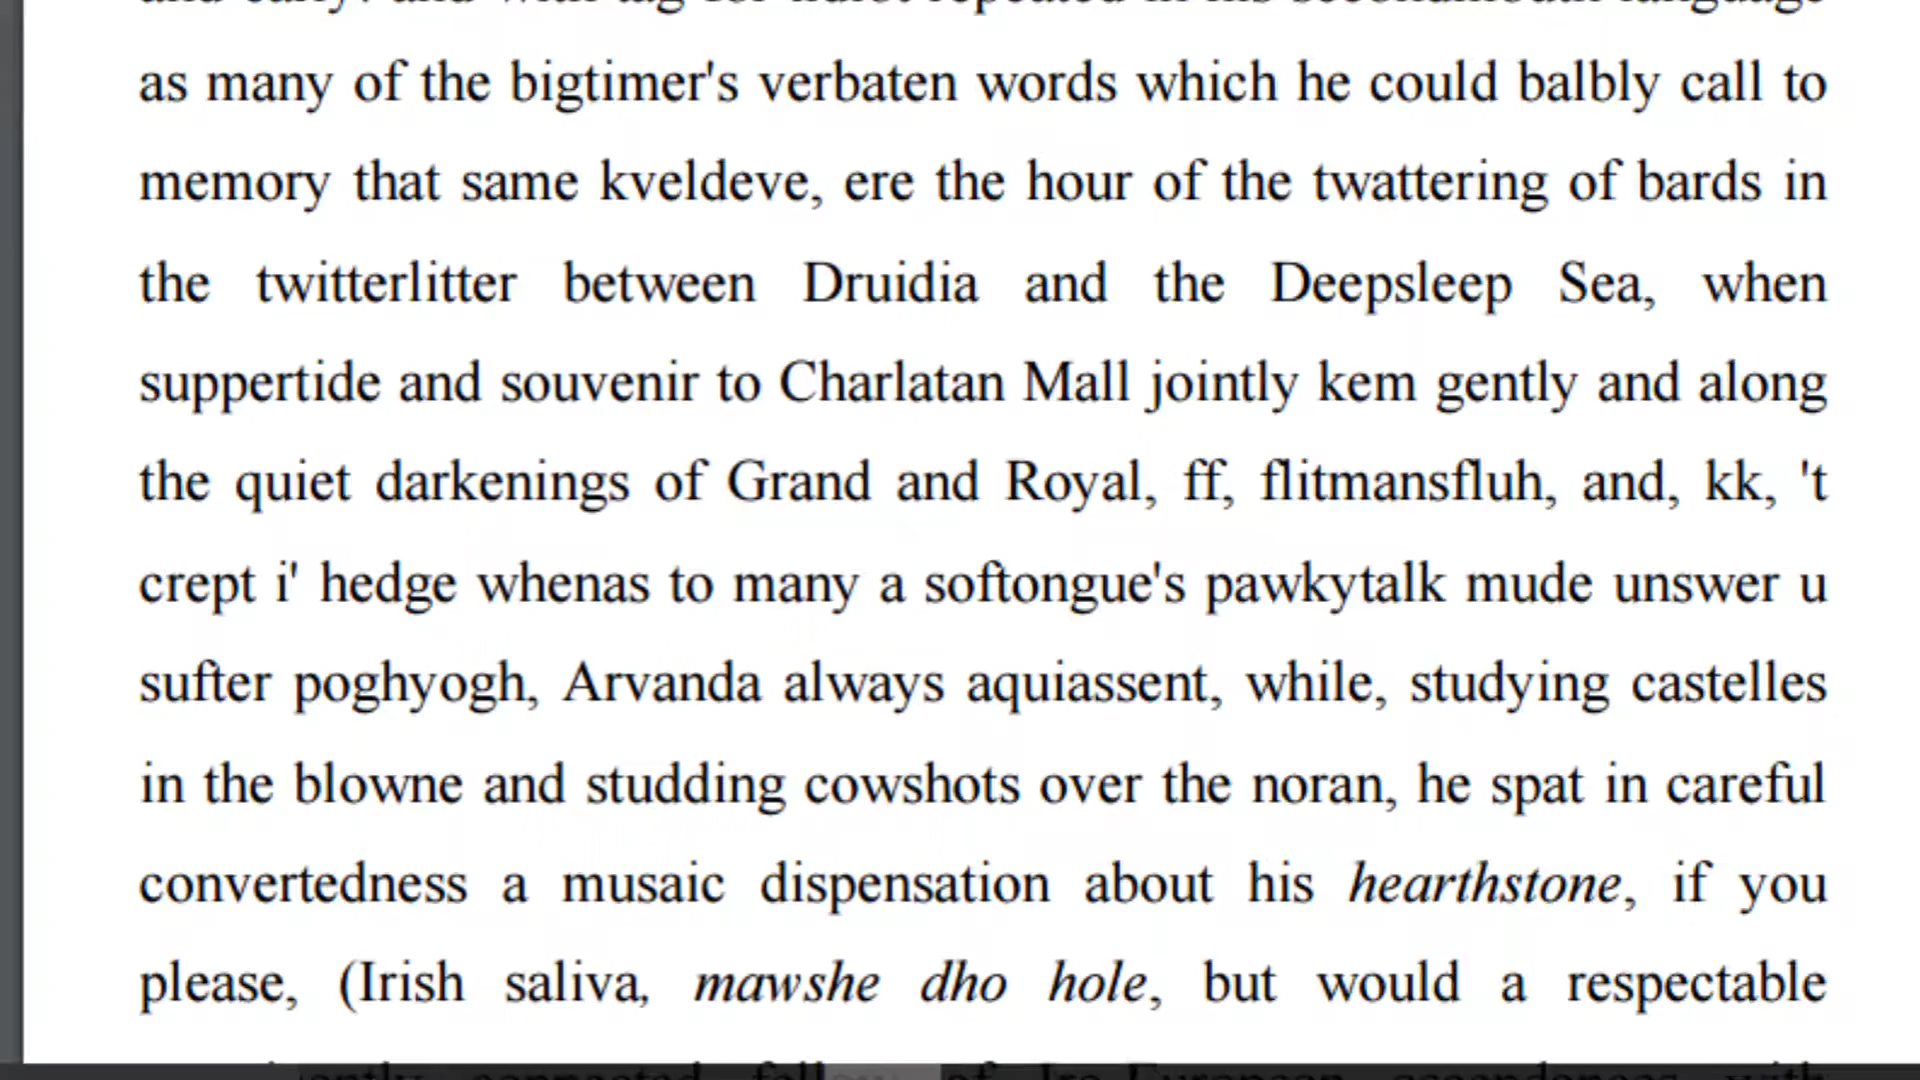 as many of the bigtimer's verbaten words which he could balbly call to
memory that same kveldeve, ere the hour of the twattering of bards in
the twitterlitter between Druidia and the Deepsleep Sea, when
suppertide and souvenir to Charlatan Mall jointly kem gently and along
the quiet darkenings of Grand and Royal, ff, flitmansfluh, and, kk, 't
crept i' hedge whenas to many a softongue's pawkytalk mude unswer u
sufter poghyogh, Arvanda always aquiassent, while, studying castelles
in the blowne and studding cowshots over the noran, he spat in careful
convertedness a musaic dispensation about his hearthstone, if you
please, (Irish saliva, mawshe dho hole, but would a respectable